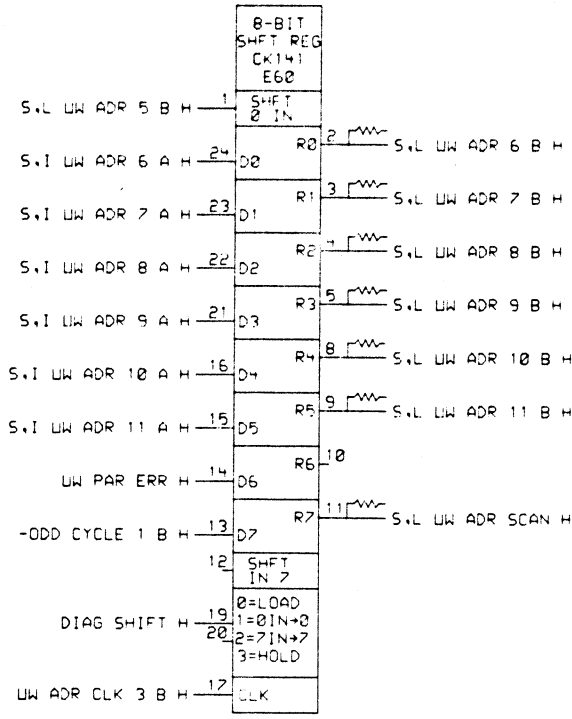 8-BIT
SHFT REG
CK141
E60
S,L UW ADR 5 B H 1 SHFT 0 IN
R0 2 S,L UW ADR 6 B H
S,I UW ADR 6 A H 24 D0
R1 3 S,L UW ADR 7 B H
S,I UW ADR 7 A H 23 D1
R2 4 S,L UW ADR 8 B H
S,I UW ADR 8 A H 22 D2
R3 5 S,L UW ADR 9 B H
S,I UW ADR 9 A H 21 D3
R4 8 S,L UW ADR 10 B H
S,I UW ADR 10 A H 16 D4
R5 9 S,L UW ADR 11 B H
S,I UW ADR 11 A H 15 D5
R6 10
UW PAR ERR H 14 D6
R7 11 S,L UW ADR SCAN H
-ODD CYCLE 1 B H 13 D7
12 SHFT
IN 7
0=LOAD
DIAG SHIFT H 19 1=0IN→0
20 2=7IN→7
3=HOLD
UW ADR CLK 3 B H 17 CLK